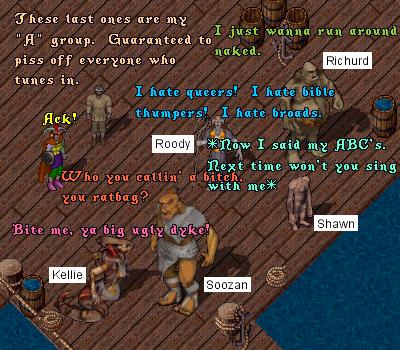 These last ones are my
"A" group. Guaranteed to
piss off everyone who
tunes in.
I just wanna run around
naked.
Richurd
I hate queers! I hate bible
thumpers! I hate broads.
Ack!
Roody
*Now I said my ABC's.
Next time won't you sing
with me*
Who you callin' a bitch,
you ratbag?
Shawn
Bite me, ya big ugly dyke!
Kellie
Soozan